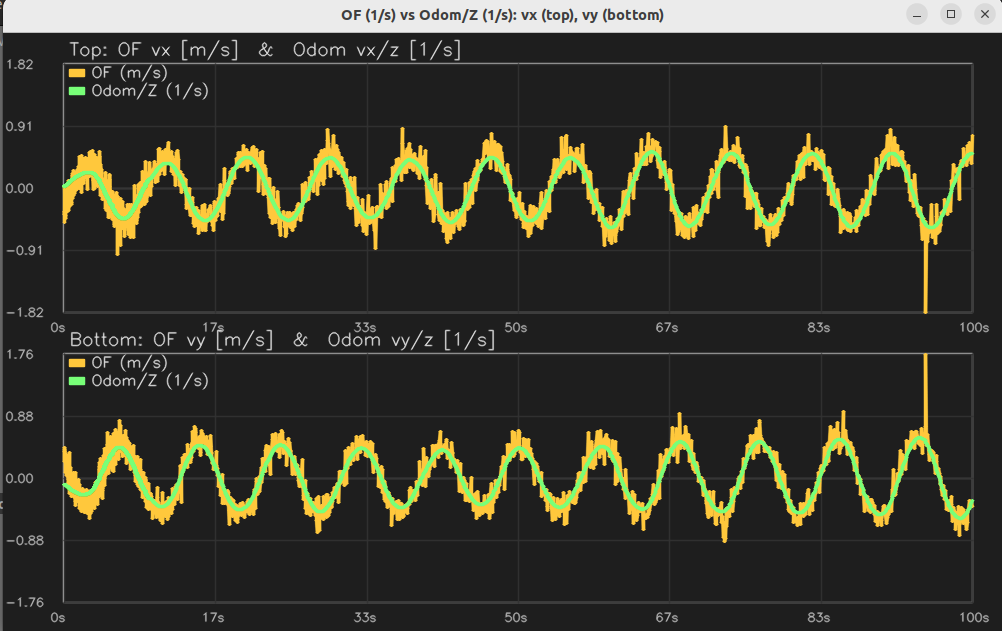 OF (1/s) vs Odom/Z (1/s): vx (top), vy (bottom)
Top: OF vx [m/s]  &  Odom vx/z [1/s]
1.82
OF (m/s)
Odom/Z (1/s)
0.91
0.00
-0.91
-1.82
0s 17s 33s 50s 67s 83s 100s
Bottom: OF vy [m/s]  &  Odom vy/z [1/s]
1.76
OF (m/s)
Odom/Z (1/s)
0.88
0.00
-0.88
-1.76
0s 17s 33s 50s 67s 83s 100s